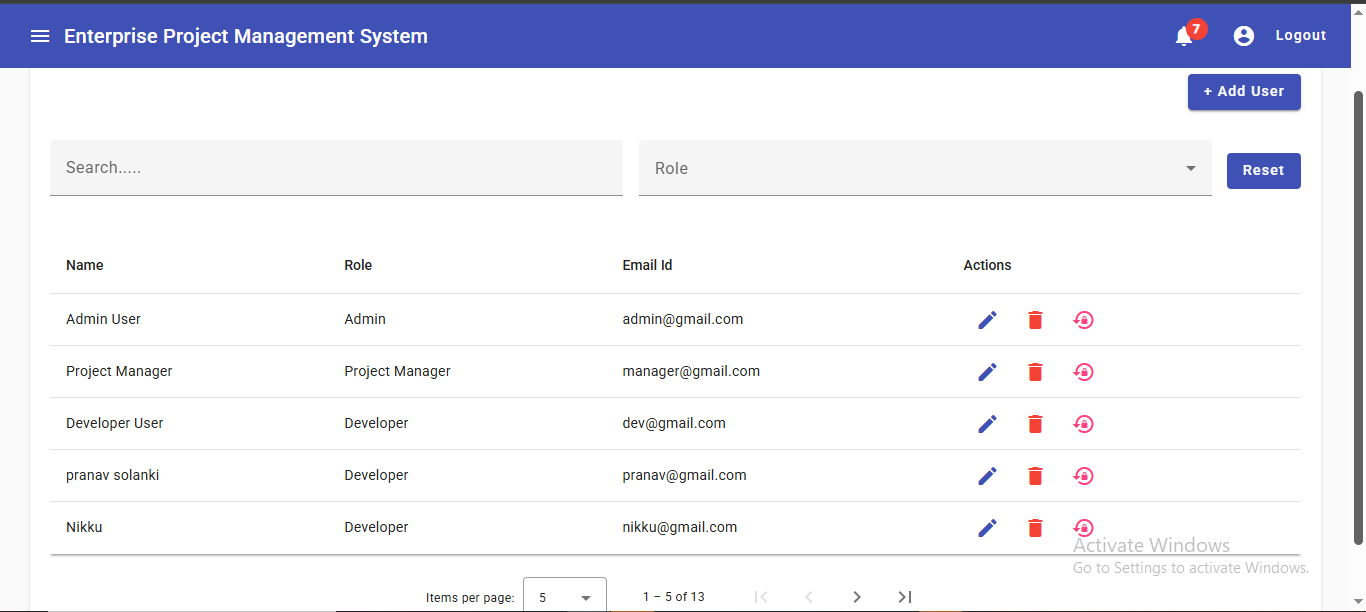 Enterprise Project Management System 7 Logout
+ Add User
Search..... Role Reset
Name Role Email Id Actions
Admin User Admin admin@gmail.com
Project Manager Project Manager manager@gmail.com
Developer User Developer dev@gmail.com
pranav solanki Developer pranav@gmail.com
Nikku Developer nikku@gmail.com
Activate Windows
Go to Settings to activate Windows.
Items per page: 5 1 – 5 of 13